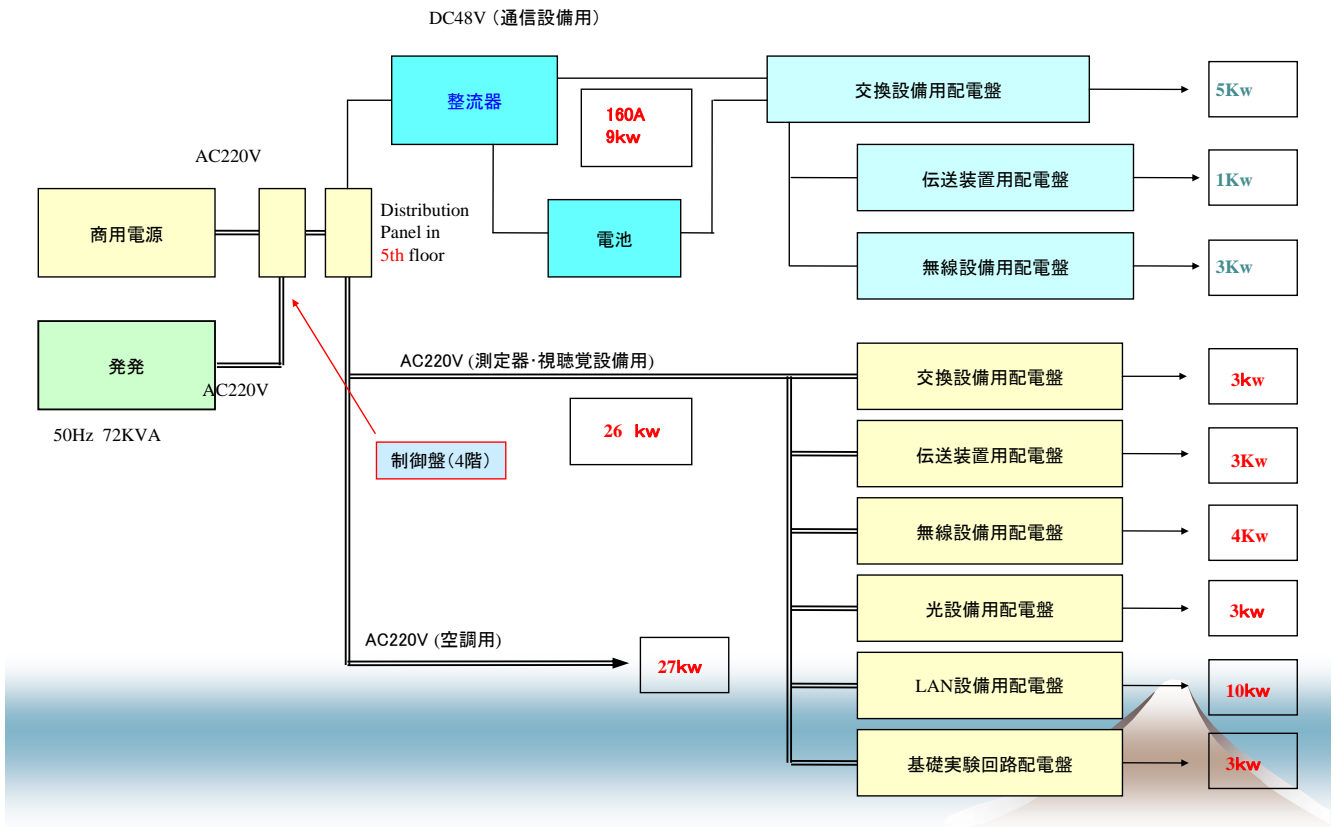 DC48V (通信設備用)
整流器
160A
9kw
交換設備用配電盤
5Kw
AC220V
伝送装置用配電盤
1Kw
商用電源
Distribution
Panel in
5th floor
電池
無線設備用配電盤
3Kw
発発
AC220V
50Hz 72KVA
制御盤(4階)
AC220V (測定器・視聴覚設備用)
26 kw
交換設備用配電盤
3kw
伝送装置用配電盤
3Kw
無線設備用配電盤
4Kw
光設備用配電盤
3kw
AC220V (空調用)
27kw
LAN設備用配電盤
10kw
基礎実験回路配電盤
3kw